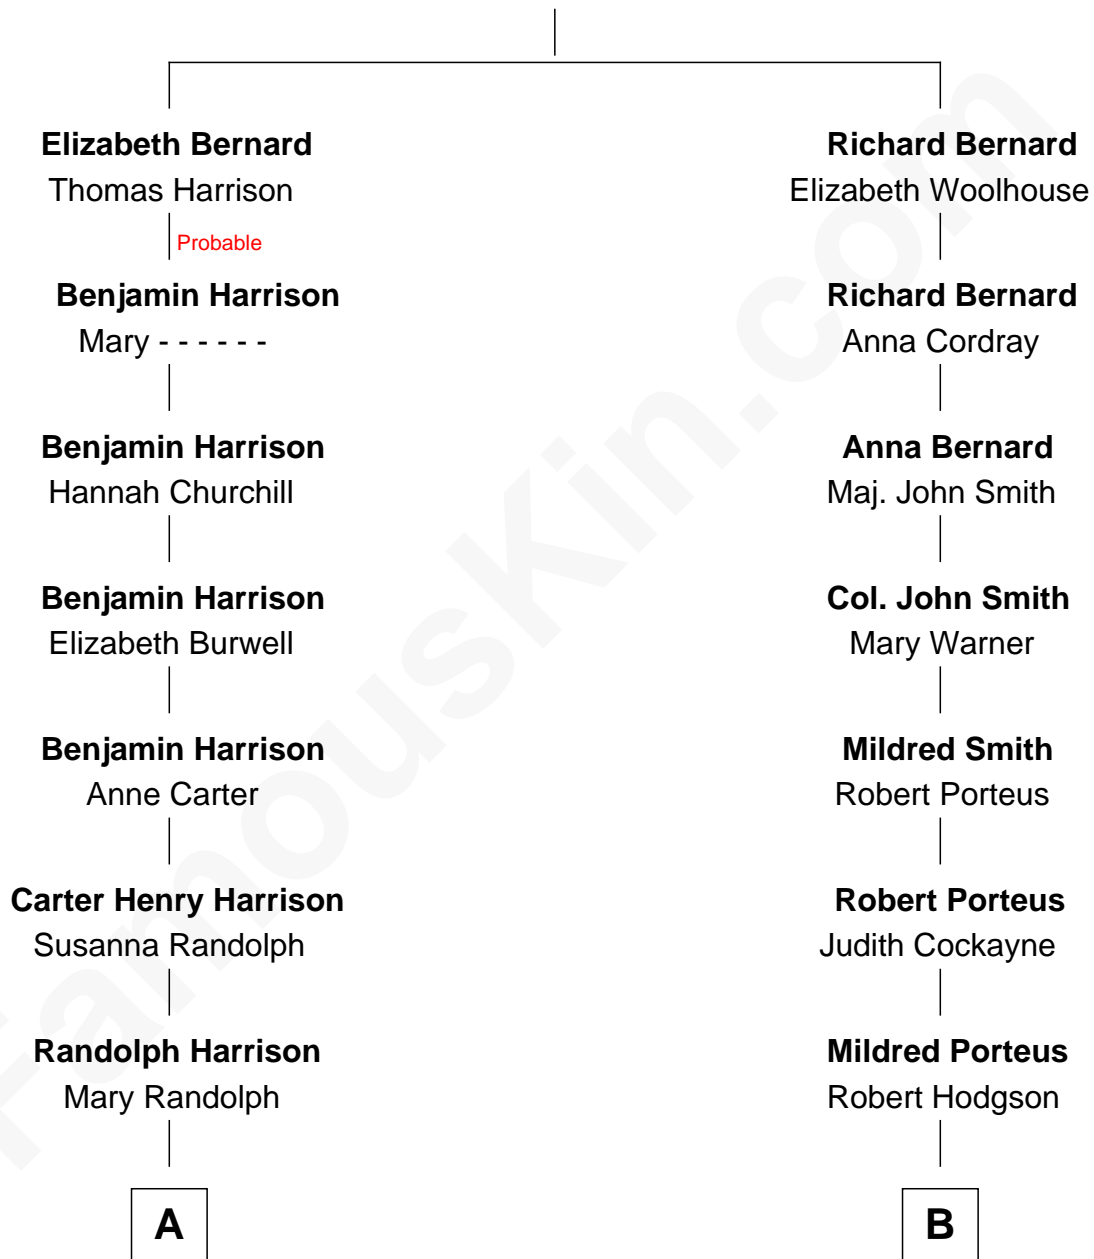 Elizabeth Bernard
Thomas Harrison
Probable
Benjamin Harrison
Mary - - - - - -
Benjamin Harrison
Hannah Churchill
Benjamin Harrison
Elizabeth Burwell
Benjamin Harrison
Anne Carter
Carter Henry Harrison
Susanna Randolph
Randolph Harrison
Mary Randolph
A
Richard Bernard
Elizabeth Woolhouse
Richard Bernard
Anna Cordray
Anna Bernard
Maj. John Smith
Col. John Smith
Mary Warner
Mildred Smith
Robert Porteus
Robert Porteus
Judith Cockayne
Mildred Porteus
Robert Hodgson
B
FamousKin.com